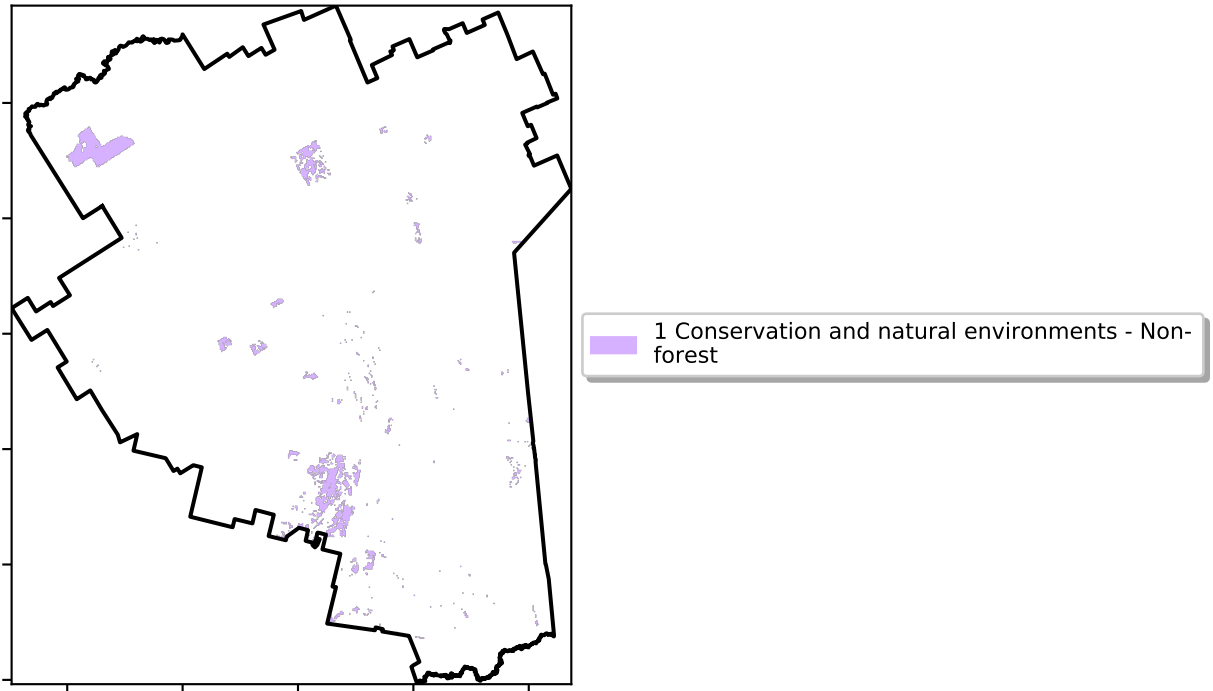 1 Conservation and natural environments - Non-
forest